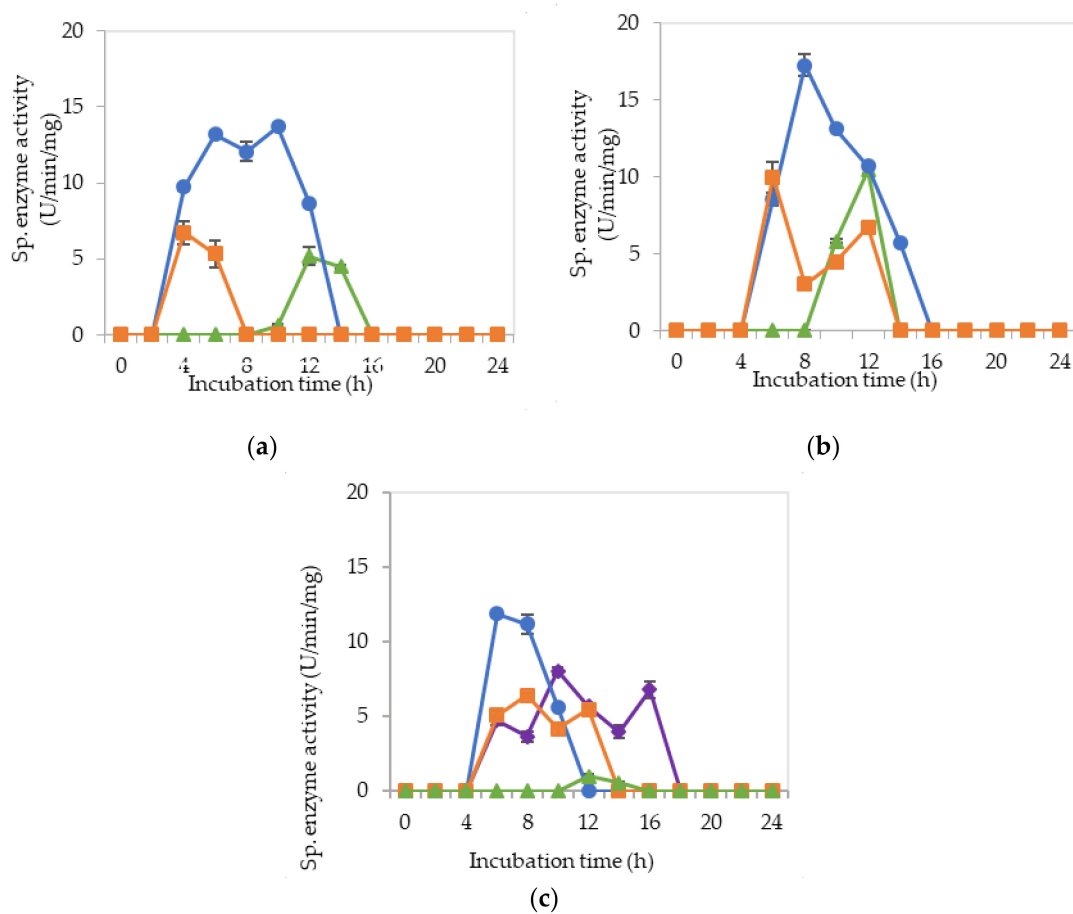 20
15
10
5
0
Sp. enzyme activity
(U/min/mg)
0 4 8 12 16 20 24
Incubation time (h)
(a)
20
15
10
5
0
Sp. enzyme activity
(U/min/mg)
0 4 8 12 16 20 24
Incubation time (h)
(b)
20
15
10
5
0
Sp. enzyme activity (U/min/mg)
0 4 8 12 16 20 24
Incubation time (h)
(c)